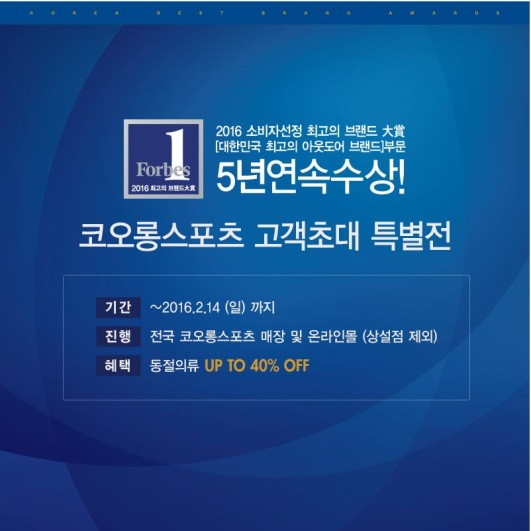 KOREA BEST BRAND AWARDS
Forbes 1
2016 최고의 브랜드大賞
2016 소비자선정 최고의 브랜드 大賞
[대한민국 최고의 아웃도어 브랜드]부문
5년연속수상!
코오롱스포츠 고객초대 특별전
기간 ~2016.2.14 (일) 까지
진행 전국 코오롱스포츠 매장 및 온라인몰 (상설점 제외)
혜택 동절의류 UP TO 40% OFF